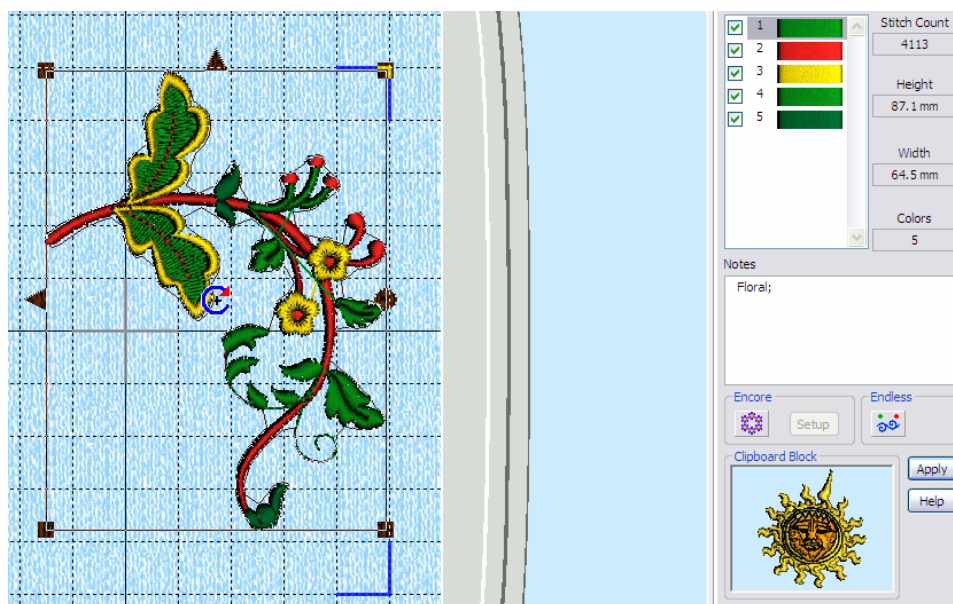 1
2
3
4
5
Stitch Count
4113
Height
87.1 mm
Width
64.5 mm
Colors
5
Notes
Floral;
Encore
Setup
Endless
Clipboard Block
Apply
Help